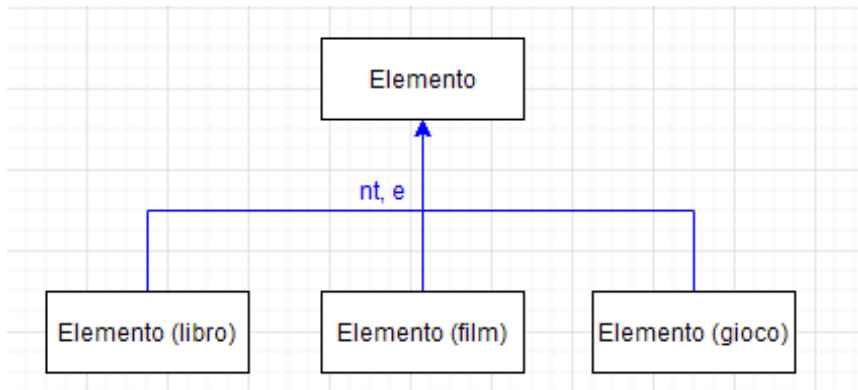 Elemento
nt, e
Elemento (libro)
Elemento (film)
Elemento (gioco)